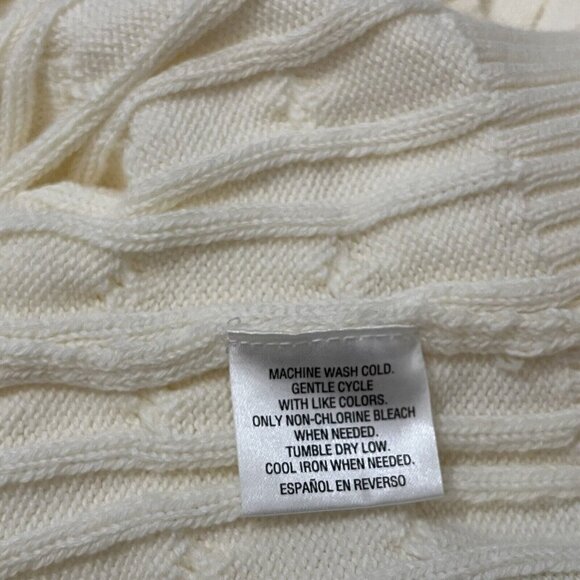 MACHINE WASH COLD.
GENTLE CYCLE
WITH LIKE COLORS.
ONLY NON-CHLORINE BLEACH
WHEN NEEDED.
TUMBLE DRY LOW.
COOL IRON WHEN NEEDED.
ESPAÑOL EN REVERSO